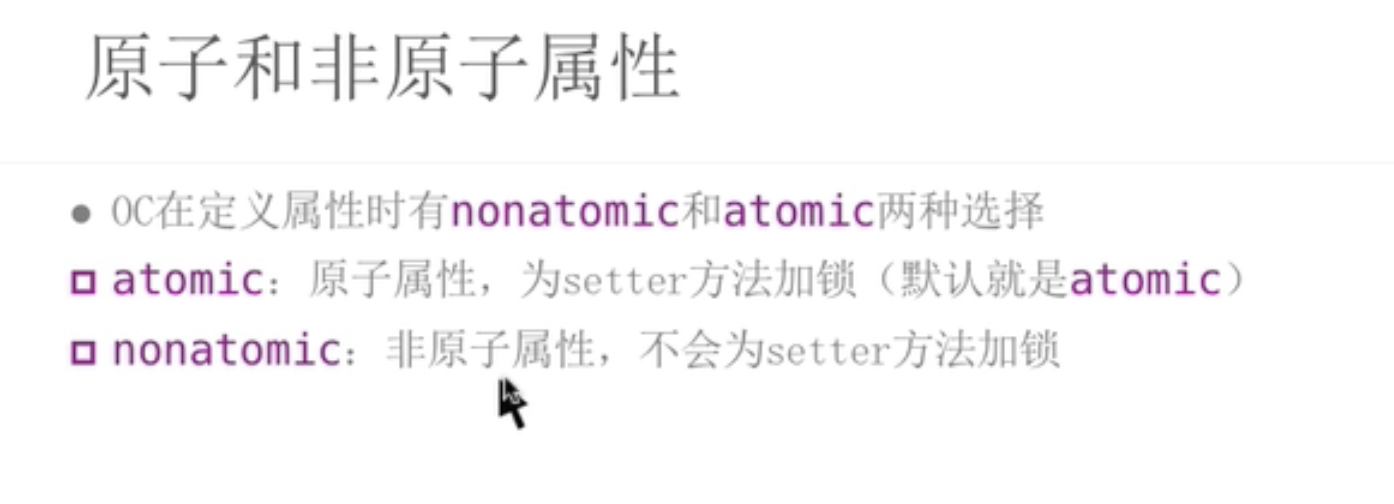 原子和非原子属性
● OC在定义属性时有nonatomic和atomic两种选择
atomic：原子属性，为setter方法加锁（默认就是atomic）
nonatomic：非原子属性，不会为setter方法加锁